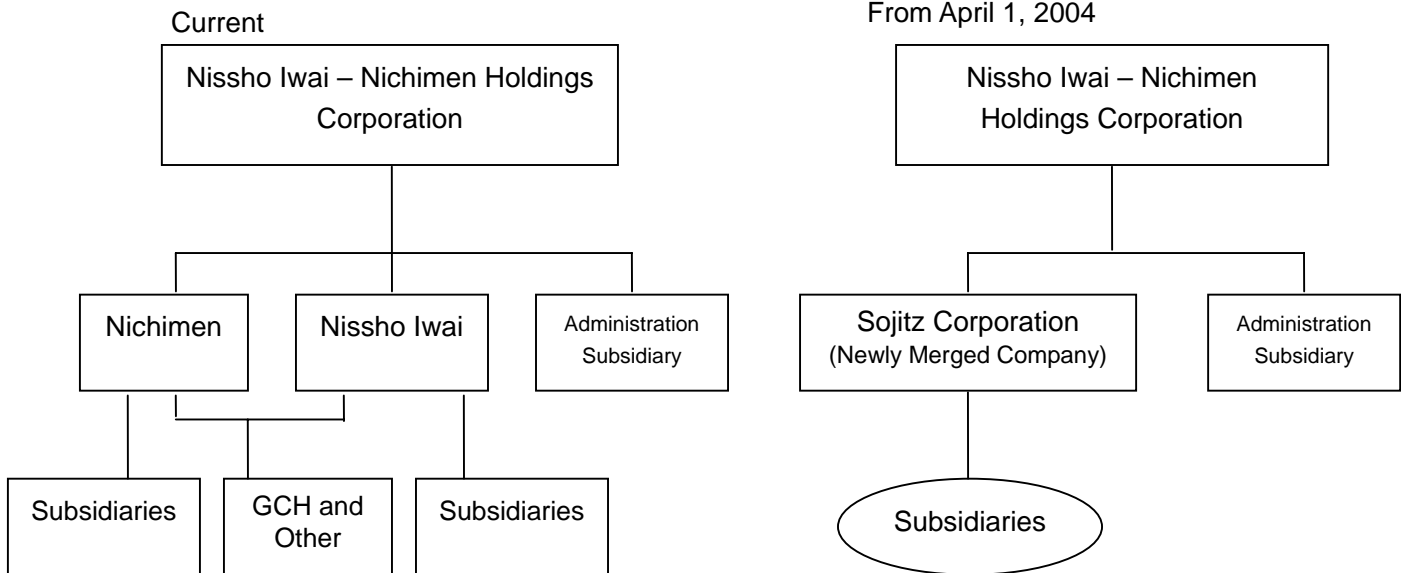 Current
Nissho Iwai – Nichimen Holdings
Corporation
Nichimen
Nissho Iwai
Administration
Subsidiary
Subsidiaries
GCH and
Other
Subsidiaries
From April 1, 2004
Nissho Iwai – Nichimen
Holdings Corporation
Sojitz Corporation
(Newly Merged Company)
Administration
Subsidiary
Subsidiaries